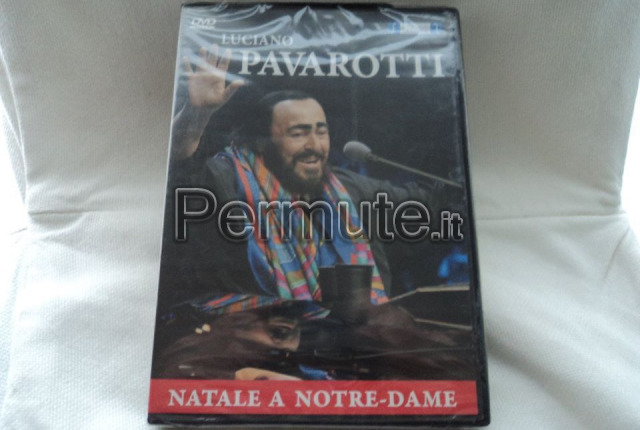 DVD
LUCIANO
PAVAROTTI
Permute.it
NATALE A NOTRE-DAME